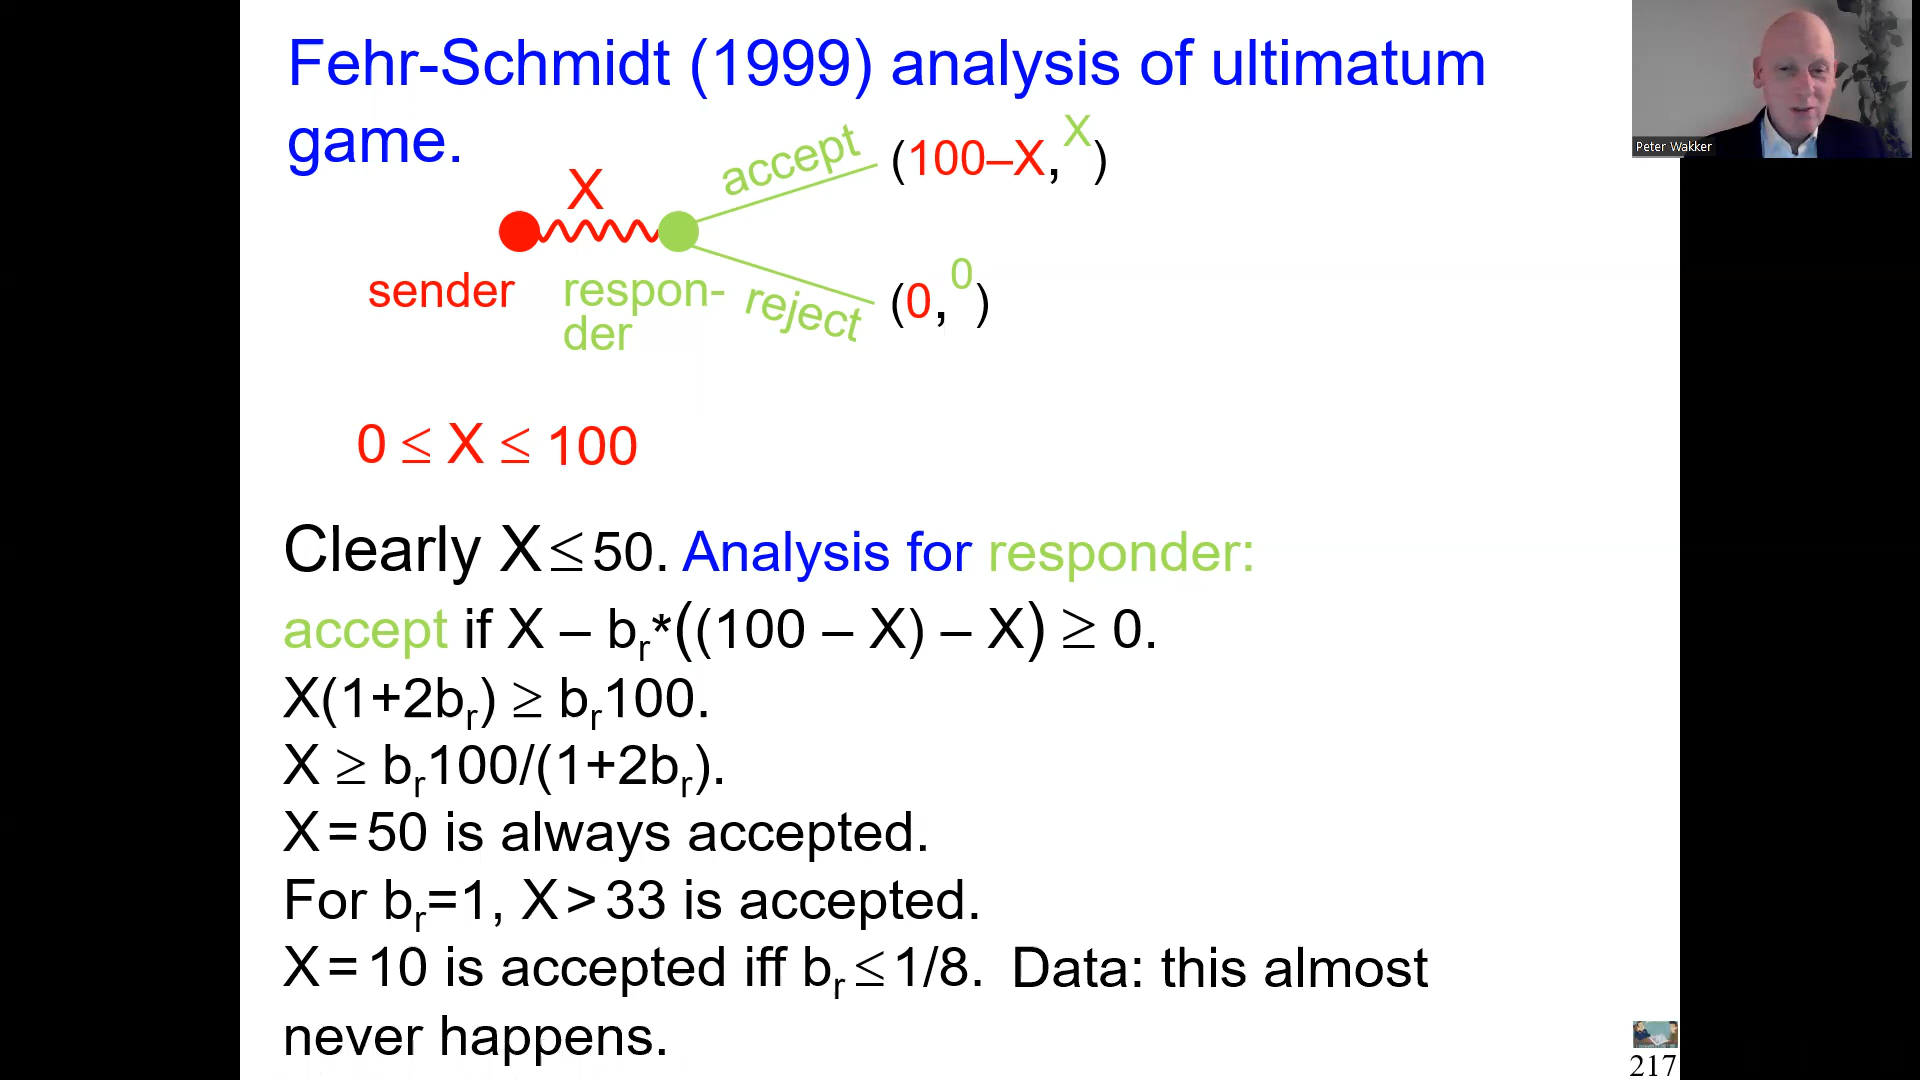 Fehr-Schmidt (1999) analysis of ultimatum
game.
X
accept
(100–X, X)
sender
respon-
der
reject
(0, 0)
0 ≤ X ≤ 100
Clearly X ≤ 50. Analysis for responder:
accept if X – bᵣ*((100 – X) – X) ≥ 0.
X(1+2bᵣ) ≥ bᵣ100.
X ≥ bᵣ100/(1+2bᵣ).
X = 50 is always accepted.
For bᵣ=1, X > 33 is accepted.
X = 10 is accepted iff bᵣ ≤ 1/8. Data: this almost
never happens.
Peter Wakker
217